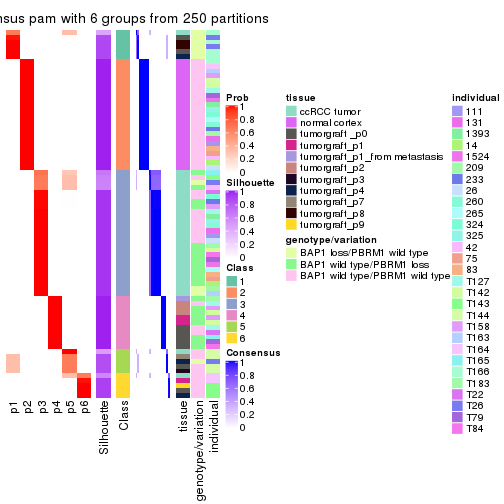 nsus pam with 6 groups from 250 partitions
p1
p2
p3
p4
p5
p6
Silhouette
Class
tissue
genotype/variation
individual
Prob
1
0.8
0.6
0.4
0.2
0
Silhouette
1
0.8
0.6
0.4
0.2
0
Class
1
2
3
4
5
6
Consensus
1
0.8
0.6
0.4
0.2
0
tissue
ccRCC tumor
normal cortex
tumorgraft_p0
tumorgraft_p1
tumorgraft_p1_from metastasis
tumorgraft_p2
tumorgraft_p3
tumorgraft_p4
tumorgraft_p7
tumorgraft_p8
tumorgraft_p9
genotype/variation
BAP1 loss/PBRM1 wild type
BAP1 wild type/PBRM1 loss
BAP1 wild type/PBRM1 wild type
individual
111
131
1393
14
1524
209
233
26
260
265
324
325
42
75
83
T127
T142
T143
T144
T158
T163
T164
T165
T166
T183
T22
T26
T79
T84